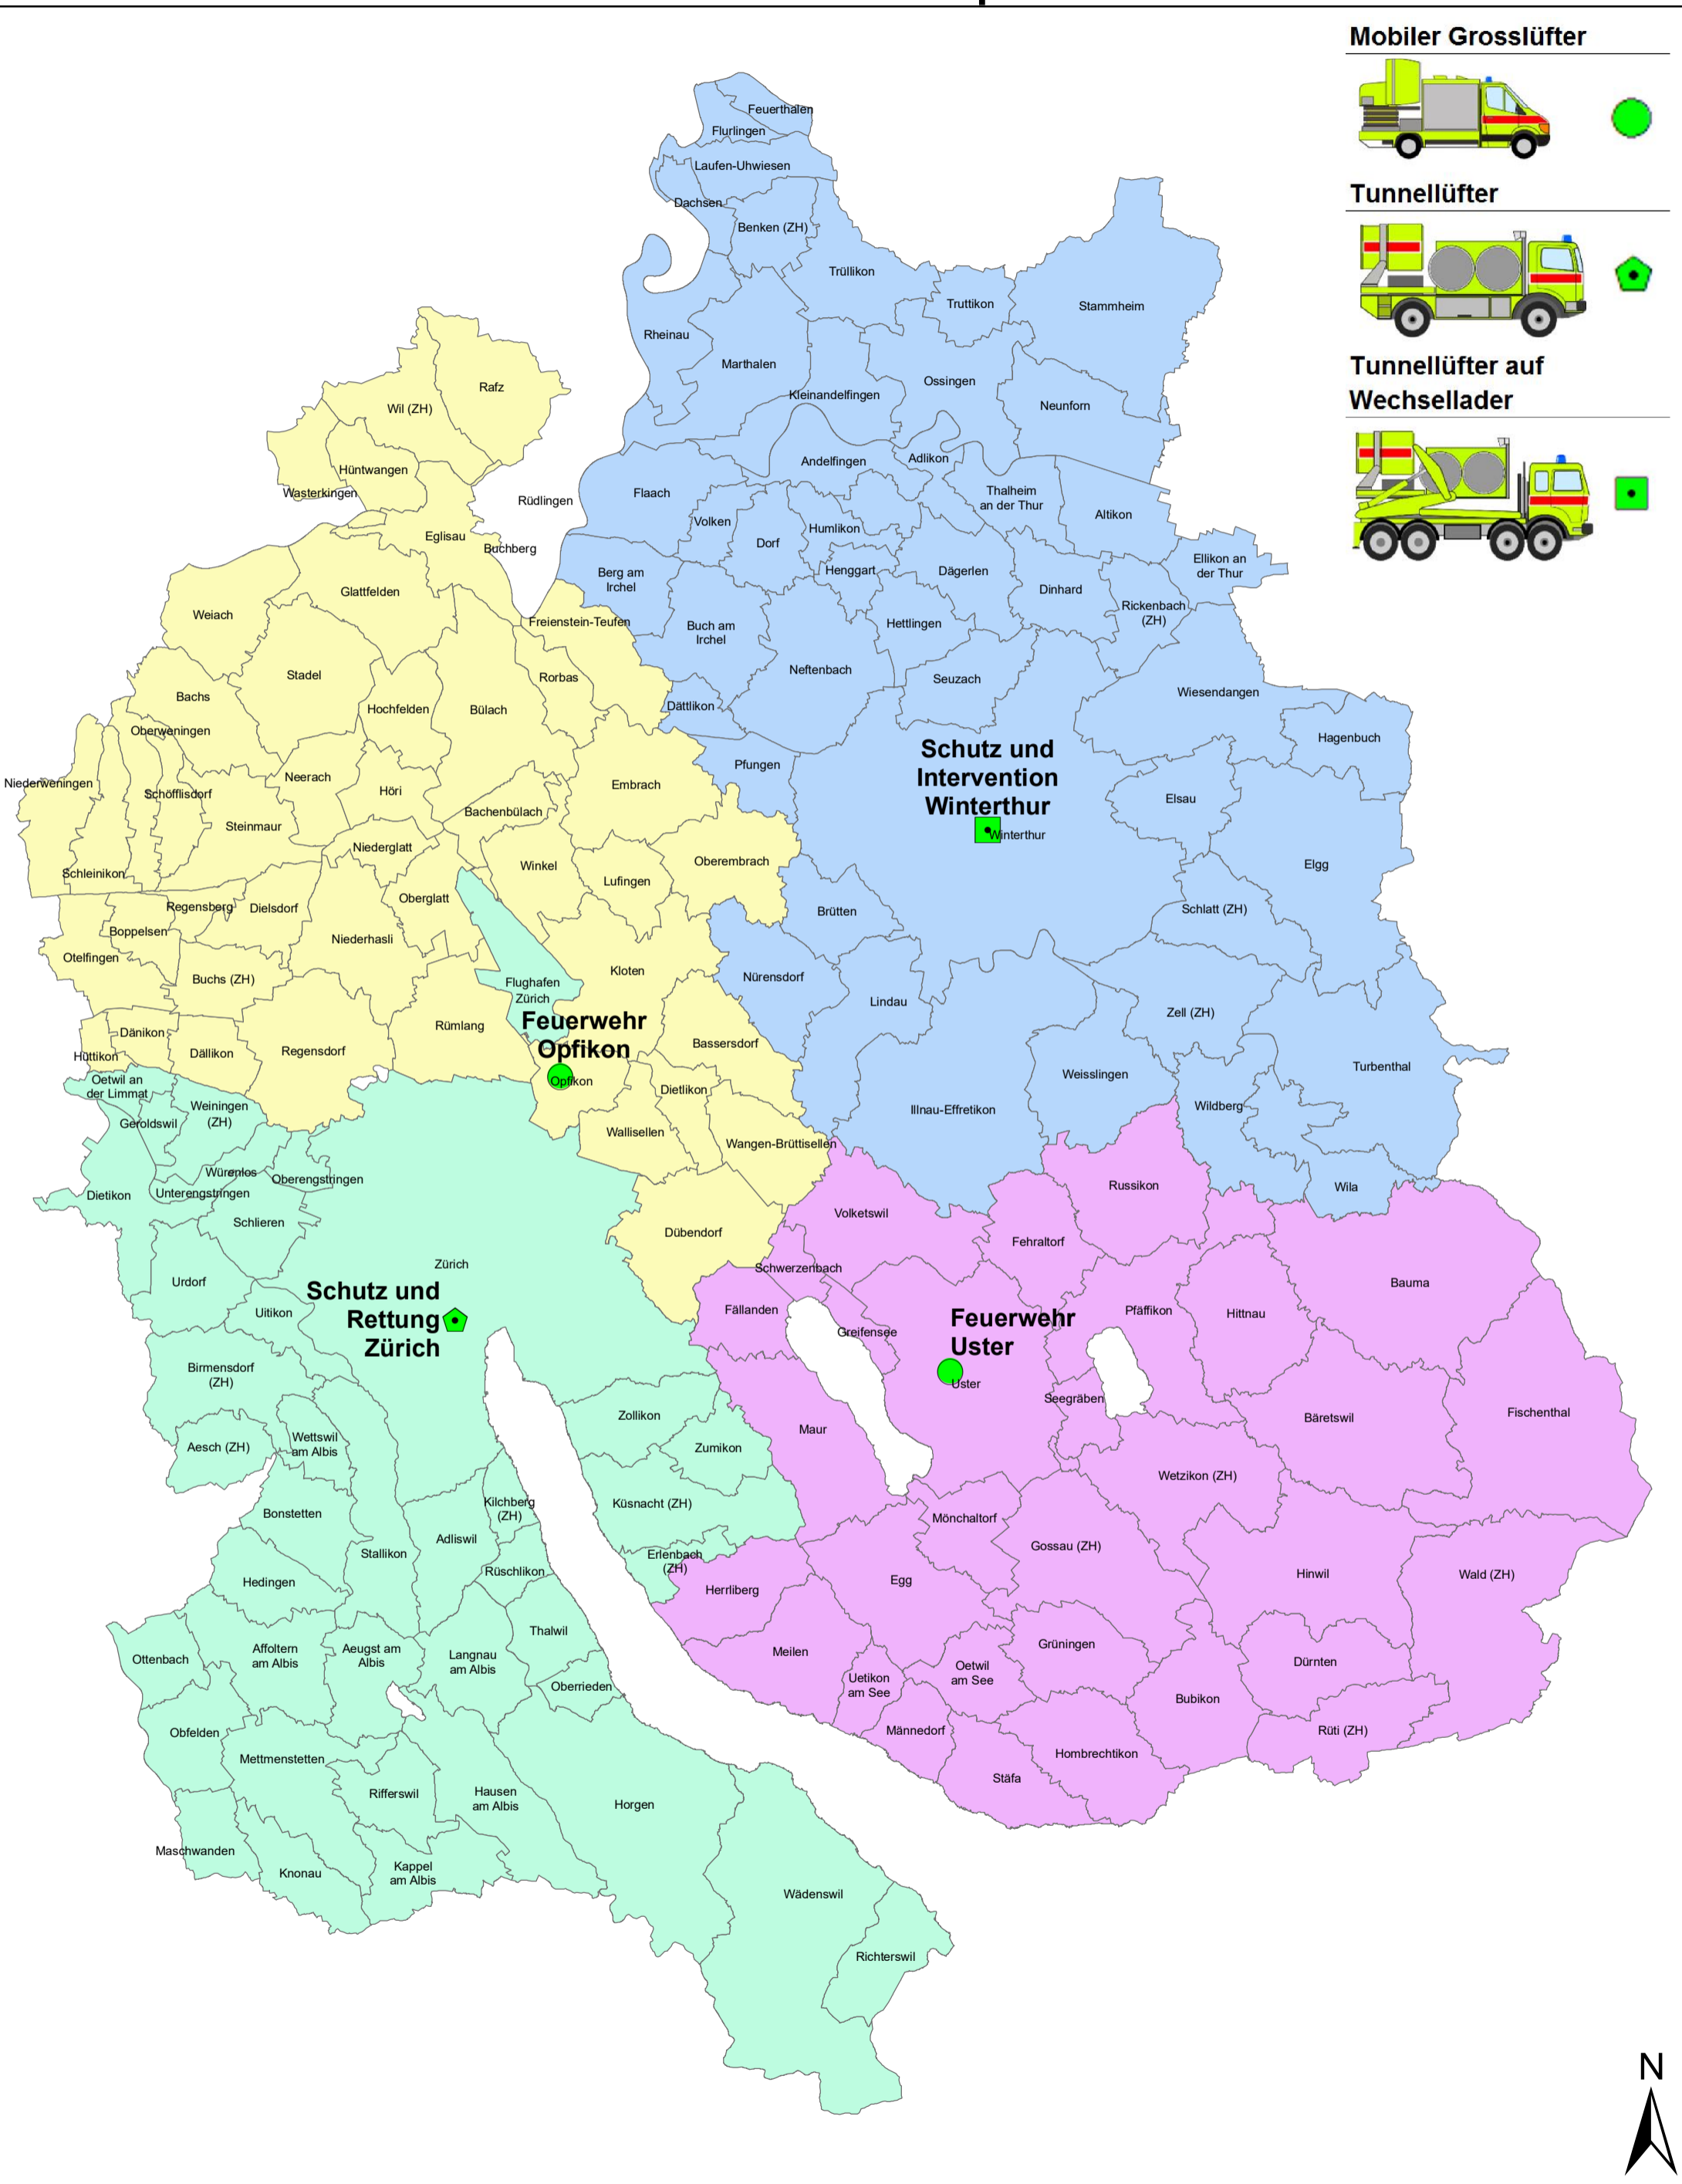 Mobiler Grosslüfter
Tunnellüfter
Tunnellüfter auf
Wechsellader
Feuerthalen
Flurlingen
Laufen-Uhwiesen
Dachsen
Benken (ZH)
Trüllikon
Truttikon
Stammheim
Rheinau
Marthalen
Ossingen
Kleinandelfingen
Neunforn
Rafz
Wil (ZH)
Hüntwangen
Wasterkingen
Rüdlingen
Flaach
Andelfingen
Adlikon
Thalheim
an der Thur
Altikon
Volken
Humlikon
Dorf
Eglisau
Buchberg
Berg am
Irchel
Henggart
Dägerlen
Dinhard
Ellikon an
der Thur
Rickenbach
(ZH)
Glattfelden
Weiach
Freienstein-Teufen
Buch am
Irchel
Hettlingen
Neftenbach
Seuzach
Wiesendangen
Stadel
Rorbas
Bachs
Hochfelden
Bülach
Dättlikon
Oberweningen
Hagenbuch
Schutz und
Intervention
Winterthur
Winterthur
Pfungen
Niederweningen
Neerach
Höri
Embrach
Schöfflisdorf
Bachenbülach
Elsau
Steinmaur
Niederglatt
Winkel
Oberembrach
Elgg
Schleinikon
Lufingen
Oberglatt
Regensberg
Dielsdorf
Brütten
Schlatt (ZH)
Boppelsen
Niederhasli
Otelfingen
Buchs (ZH)
Kloten
Nürensdorf
Flughafen
Zürich
Lindau
Zell (ZH)
Feuerwehr
Opfikon
Opfikon
Rümlang
Dänikon
Hüttikon
Dällikon
Regensdorf
Bassersdorf
Turbenthal
Weisslingen
Oetwil an
der Limmat
Dietlikon
Weiningen
(ZH)
Geroldswil
Illnau-Effretikon
Wildberg
Wallisellen
Wangen-Brüttisellen
Würenlos
Oberengstringen
Unterengstringen
Dietikon
Russikon
Wila
Schlieren
Volketswil
Dübendorf
Fehraltorf
Zürich
Schwerzenbach
Urdorf
Bauma
Schutz und
Rettung
Zürich
Uitikon
Fällanden
Greifensee
Feuerwehr
Uster
Uster
Pfäffikon
Hittnau
Birmensdorf
(ZH)
Seegräben
Zollikon
Bäretswil
Fischenthal
Maur
Wettswil
am Albis
Aesch (ZH)
Zumikon
Wetzikon (ZH)
Kilchberg
(ZH)
Küsnacht (ZH)
Bonstetten
Mönchaltorf
Adliswil
Gossau (ZH)
Stallikon
Erlenbach
(ZH)
Rüschlikon
Hedingen
Herrliberg
Egg
Hinwil
Wald (ZH)
Thalwil
Affoltern
am Albis
Aeugst am
Albis
Ottenbach
Langnau
am Albis
Meilen
Grüningen
Dürnten
Oberrieden
Uetikon
am See
Oetwil
am See
Bubikon
Obfelden
Männedorf
Rüti (ZH)
Mettmenstetten
Hombrechtikon
Stäfa
Rifferswil
Hausen
am Albis
Horgen
Maschwanden
Knonau
Kappel
am Albis
Wädenswil
Richterswil
N